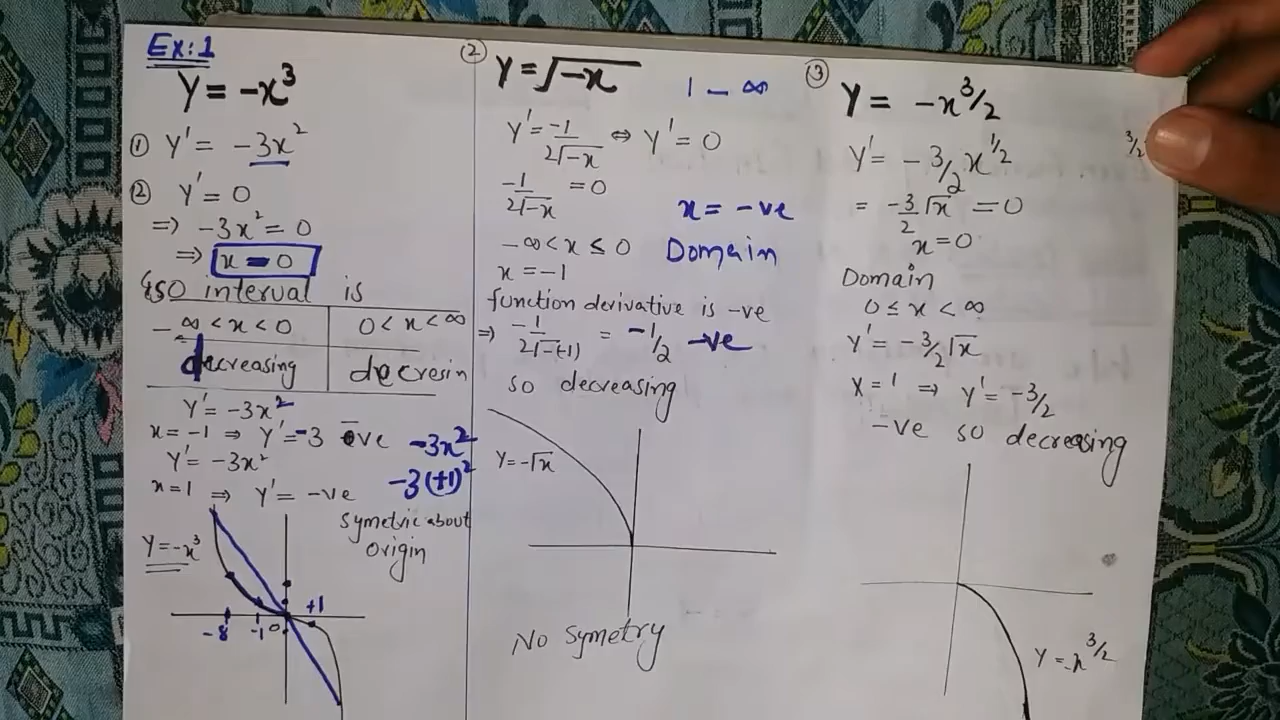 Ex:1
Y = -x³
① Y' = -3x²
② Y' = 0
=> -3x² = 0
=> x = 0
so interval is
-∞ < x < 0 | 0 < x < ∞
decreasing | decresin
Y' = -3x²
x = -1 => Y' = -3 -ve
-3x²
Y' = -3x²
-3(+1)²
x = 1 => Y' = -ve
Symetric about
origin
Y = -x³
+1
-8 -1 0
② Y = √-x
1 - ∞
Y' = -1/2√-x ⇔ Y' = 0
-1/2√-x = 0
x = -ve
-∞ < x ≤ 0 Domain
x = -1
function derivative is -ve
=> -1/2√-(-1) = -1/2 -ve
so decreasing
Y = -√x
No Symetry
③ Y = -x^3/2
3/2
Y' = -3/2 x^1/2
= -3/2 √x = 0
x = 0
Domain
0 ≤ x < ∞
Y' = -3/2 √x
x = 1 => Y' = -3/2
-ve so decreasing
Y = -x^3/2